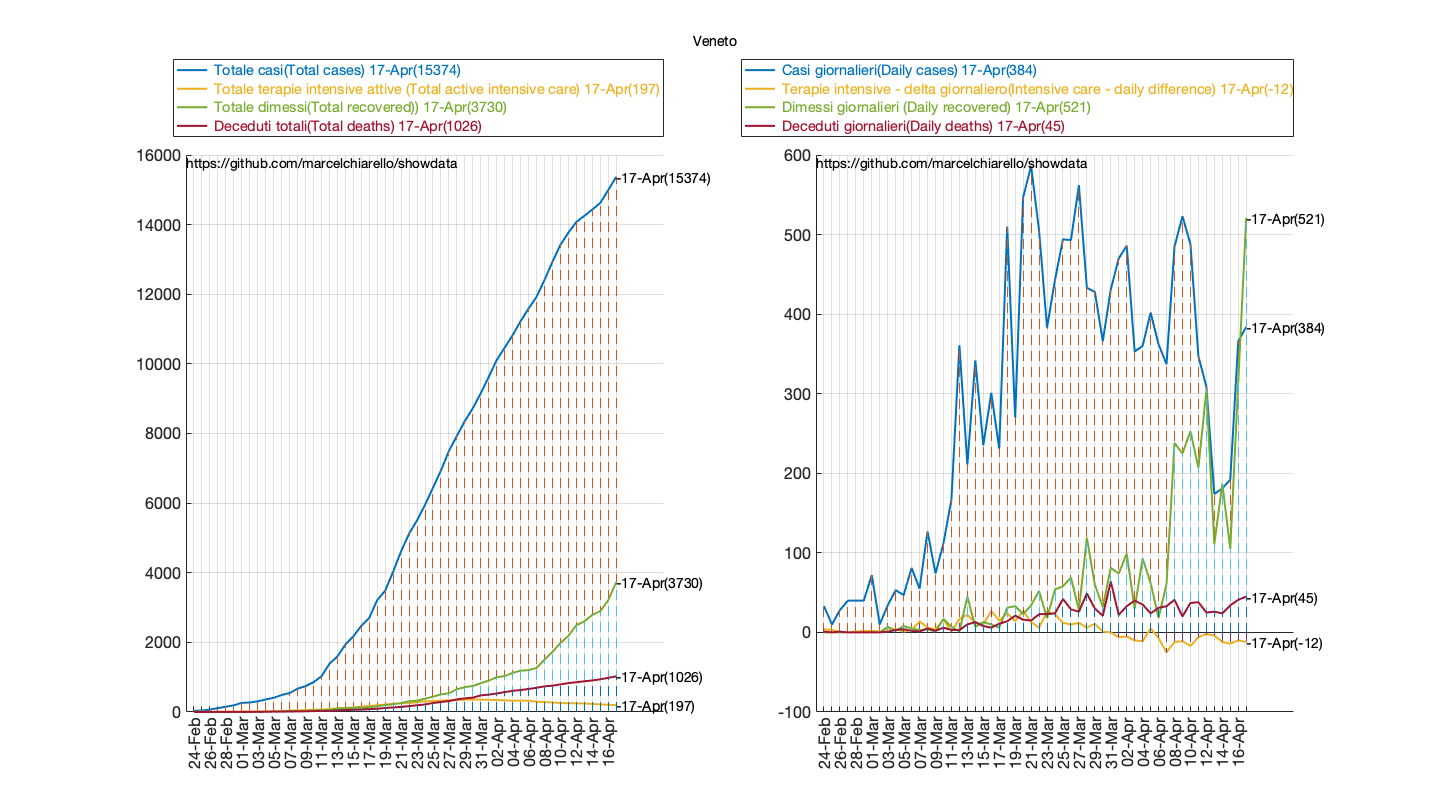 Veneto
Totale casi(Total cases) 17-Apr(15374)
Totale terapie intensive attive (Total active intensive care) 17-Apr(197)
Totale dimessi(Total recovered)) 17-Apr(3730)
Deceduti totali(Total deaths) 17-Apr(1026)
16000
https://github.com/marcelchiarello/showdata
17-Apr(15374)
14000
12000
10000
8000
6000
4000
17-Apr(3730)
2000
17-Apr(1026)
17-Apr(197)
0
24-Feb
26-Feb
28-Feb
01-Mar
03-Mar
05-Mar
07-Mar
09-Mar
11-Mar
13-Mar
15-Mar
17-Mar
19-Mar
21-Mar
23-Mar
25-Mar
27-Mar
29-Mar
31-Mar
02-Apr
04-Apr
06-Apr
08-Apr
10-Apr
12-Apr
14-Apr
16-Apr
Casi giornalieri(Daily cases) 17-Apr(384)
Terapie intensive - delta giornaliero(Intensive care - daily difference) 17-Apr(-12)
Dimessi giornalieri (Daily recovered) 17-Apr(521)
Deceduti giornalieri(Daily deaths) 17-Apr(45)
600
https://github.com/marcelchiarello/showdata
17-Apr(521)
500
400
17-Apr(384)
300
200
100
17-Apr(45)
0
17-Apr(-12)
-100
24-Feb
26-Feb
28-Feb
01-Mar
03-Mar
05-Mar
07-Mar
09-Mar
11-Mar
13-Mar
15-Mar
17-Mar
19-Mar
21-Mar
23-Mar
25-Mar
27-Mar
29-Mar
31-Mar
02-Apr
04-Apr
06-Apr
08-Apr
10-Apr
12-Apr
14-Apr
16-Apr